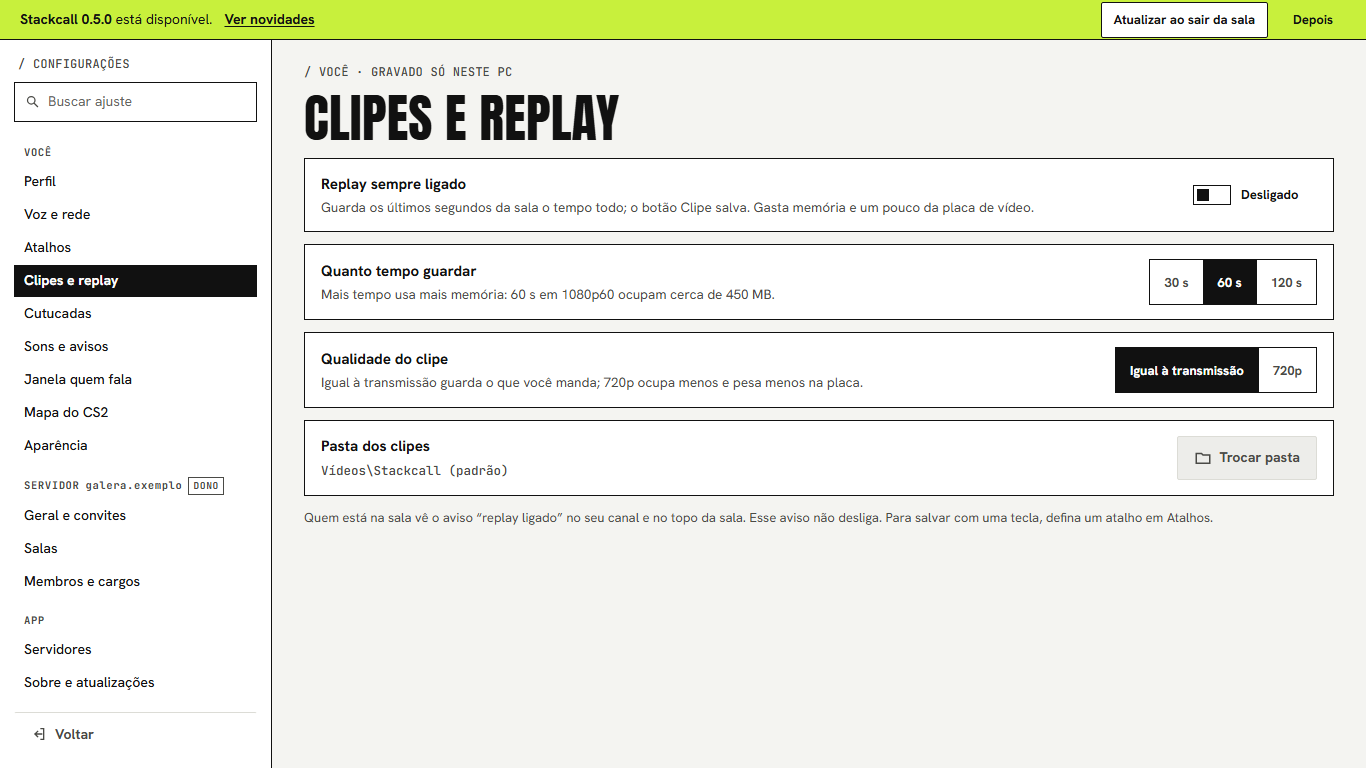 Stackcall 0.5.0 está disponível. Ver novidades
Atualizar ao sair da sala
Depois
/ CONFIGURAÇÕES
Buscar ajuste
VOCÊ
Perfil
Voz e rede
Atalhos
Clipes e replay
Cutucadas
Sons e avisos
Janela quem fala
Mapa do CS2
Aparência
SERVIDOR galera.exemplo DONO
Geral e convites
Salas
Membros e cargos
APP
Servidores
Sobre e atualizações
Voltar
/ VOCÊ · GRAVADO SÓ NESTE PC
CLIPES E REPLAY
Replay sempre ligado
Guarda os últimos segundos da sala o tempo todo; o botão Clipe salva. Gasta memória e um pouco da placa de vídeo.
Desligado
Quanto tempo guardar
Mais tempo usa mais memória: 60 s em 1080p60 ocupam cerca de 450 MB.
30 s 60 s 120 s
Qualidade do clipe
Igual à transmissão guarda o que você manda; 720p ocupa menos e pesa menos na placa.
Igual à transmissão 720p
Pasta dos clipes
Vídeos\Stackcall (padrão)
Trocar pasta
Quem está na sala vê o aviso “replay ligado” no seu canal e no topo da sala. Esse aviso não desliga. Para salvar com uma tecla, defina um atalho em Atalhos.